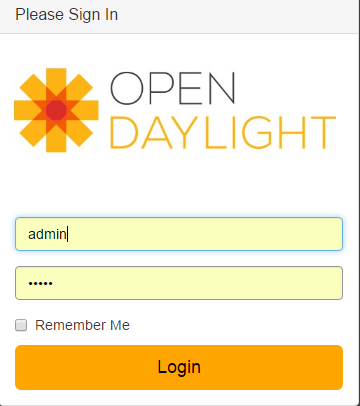 Please Sign In
OPEN
DAYLIGHT
admin
•••••
Remember Me
Login